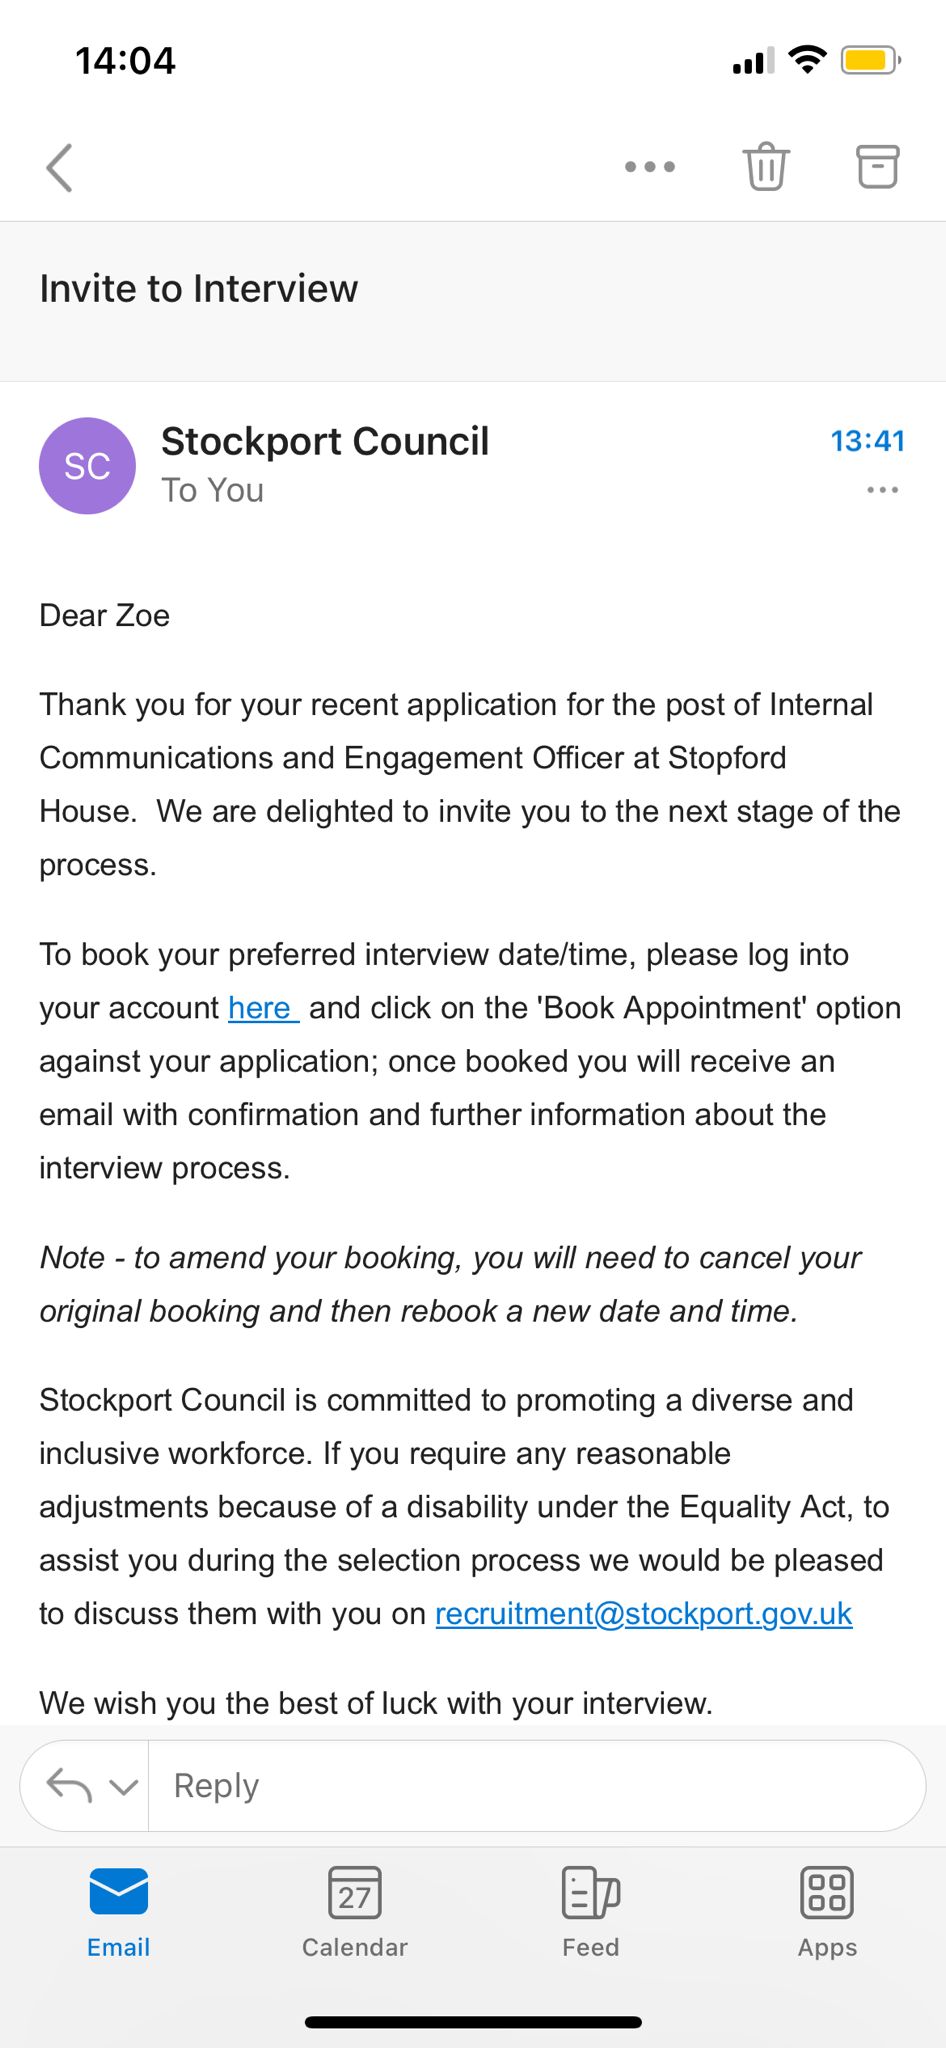 14:04
Invite to Interview
SC
Stockport Council
13:41
To You
Dear Zoe
Thank you for your recent application for the post of Internal
Communications and Engagement Officer at Stopford
House.  We are delighted to invite you to the next stage of the
process.
To book your preferred interview date/time, please log into
your account here  and click on the 'Book Appointment' option
against your application; once booked you will receive an
email with confirmation and further information about the
interview process.
Note - to amend your booking, you will need to cancel your
original booking and then rebook a new date and time.
Stockport Council is committed to promoting a diverse and
inclusive workforce. If you require any reasonable
adjustments because of a disability under the Equality Act, to
assist you during the selection process we would be pleased
to discuss them with you on recruitment@stockport.gov.uk
We wish you the best of luck with your interview.
Reply
27
Email
Calendar
Feed
Apps